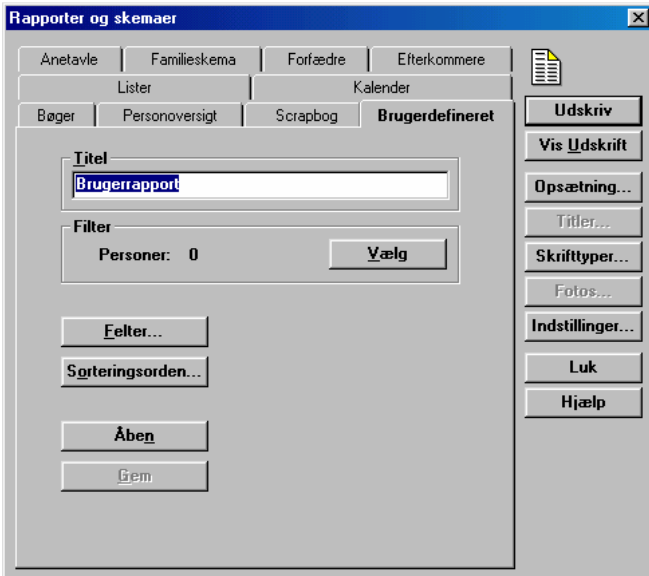 Rapporter og skemaer
Anetavle Familieskema Forfædre Efterkommere
Lister Kalender
Bøger Personoversigt Scrapbog Brugerdefineret
Titel
Brugerrapport
Filter
Personer: 0 Vælg
Felter...
Sorteringsorden...
Åben
Gem
Udskriv
Vis Udskrift
Opsætning...
Titler...
Skrifttyper...
Fotos...
Indstillinger...
Luk
Hjælp